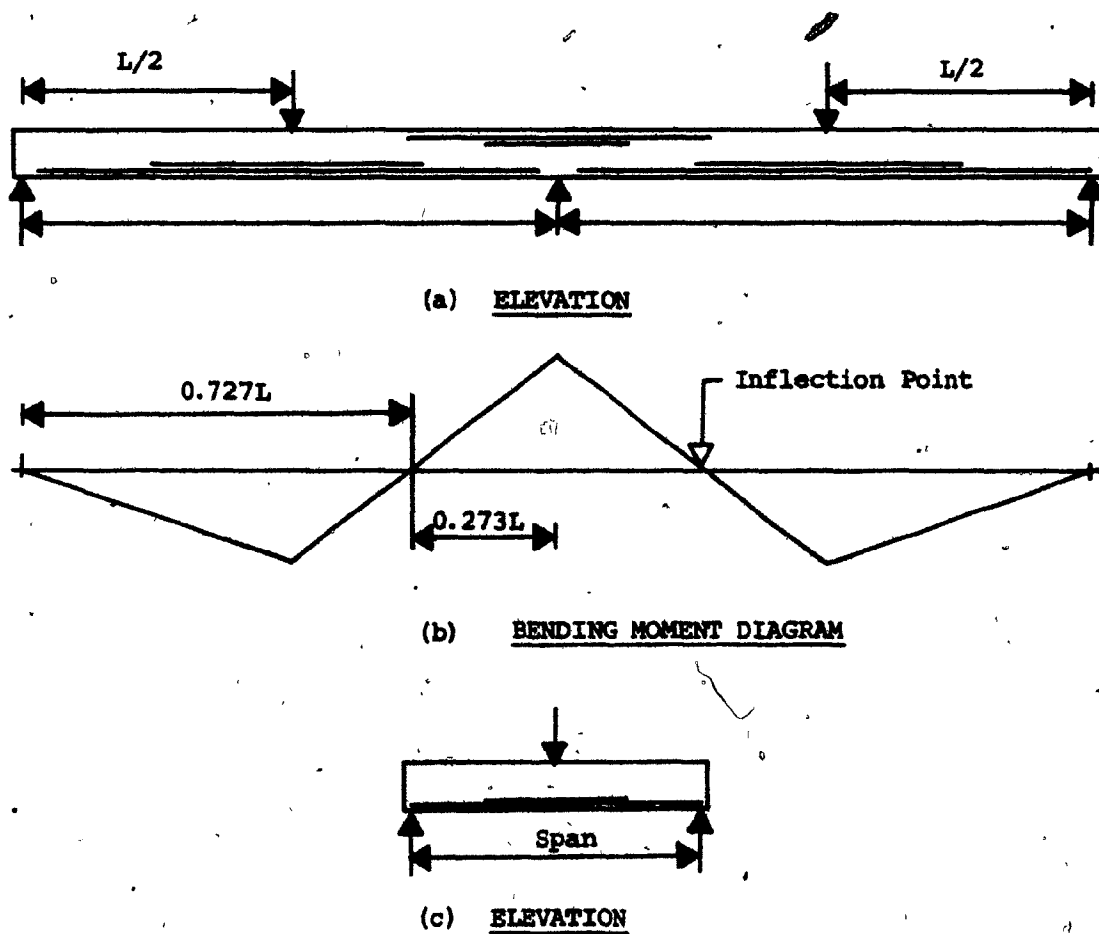 L/2
L/2
(a) ELEVATION
0.727L
Inflection Point
0.273L
(b) BENDING MOMENT DIAGRAM
Span
(c) ELEVATION